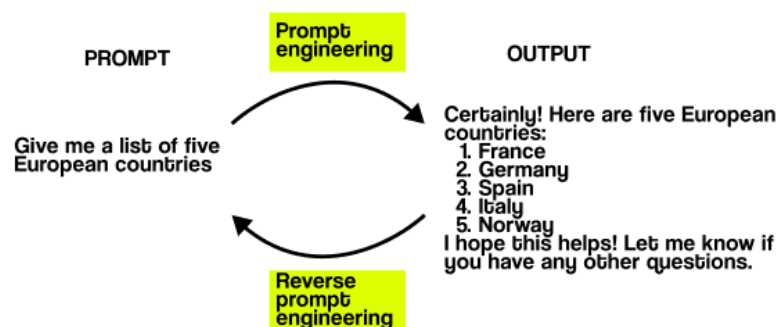 PROMPT
Prompt
engineering
OUTPUT
Give me a list of five
European countries
Certainly! Here are five European
countries:
1. France
2. Germany
3. Spain
4. Italy
5. Norway
I hope this helps! Let me know if
you have any other questions.
Reverse
prompt
engineering